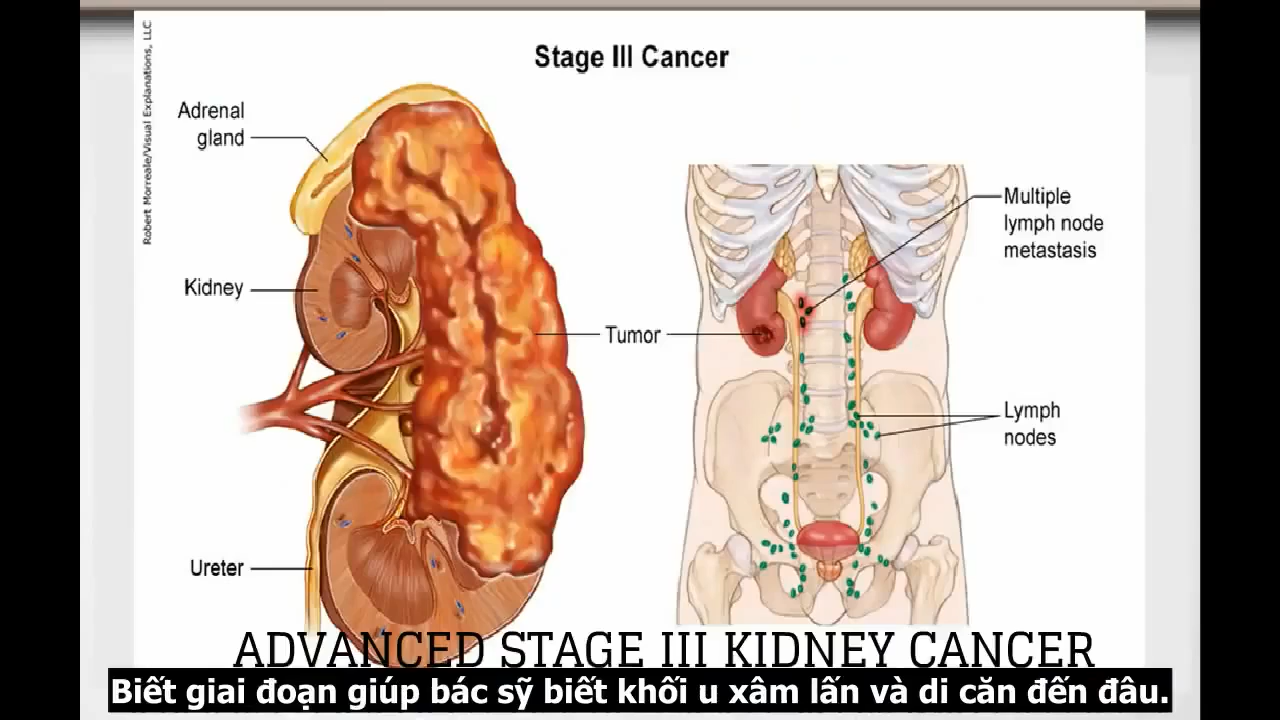 Robert Morreale/Visual Explanations, LLC
Stage III Cancer
Adrenal
gland
Kidney
Ureter
Tumor
Multiple
lymph node
metastasis
Lymph
nodes
ADVANCED STAGE III KIDNEY CANCER
Biết giai đoạn giúp bác sỹ biết khối u xâm lấn và di căn đến đâu.